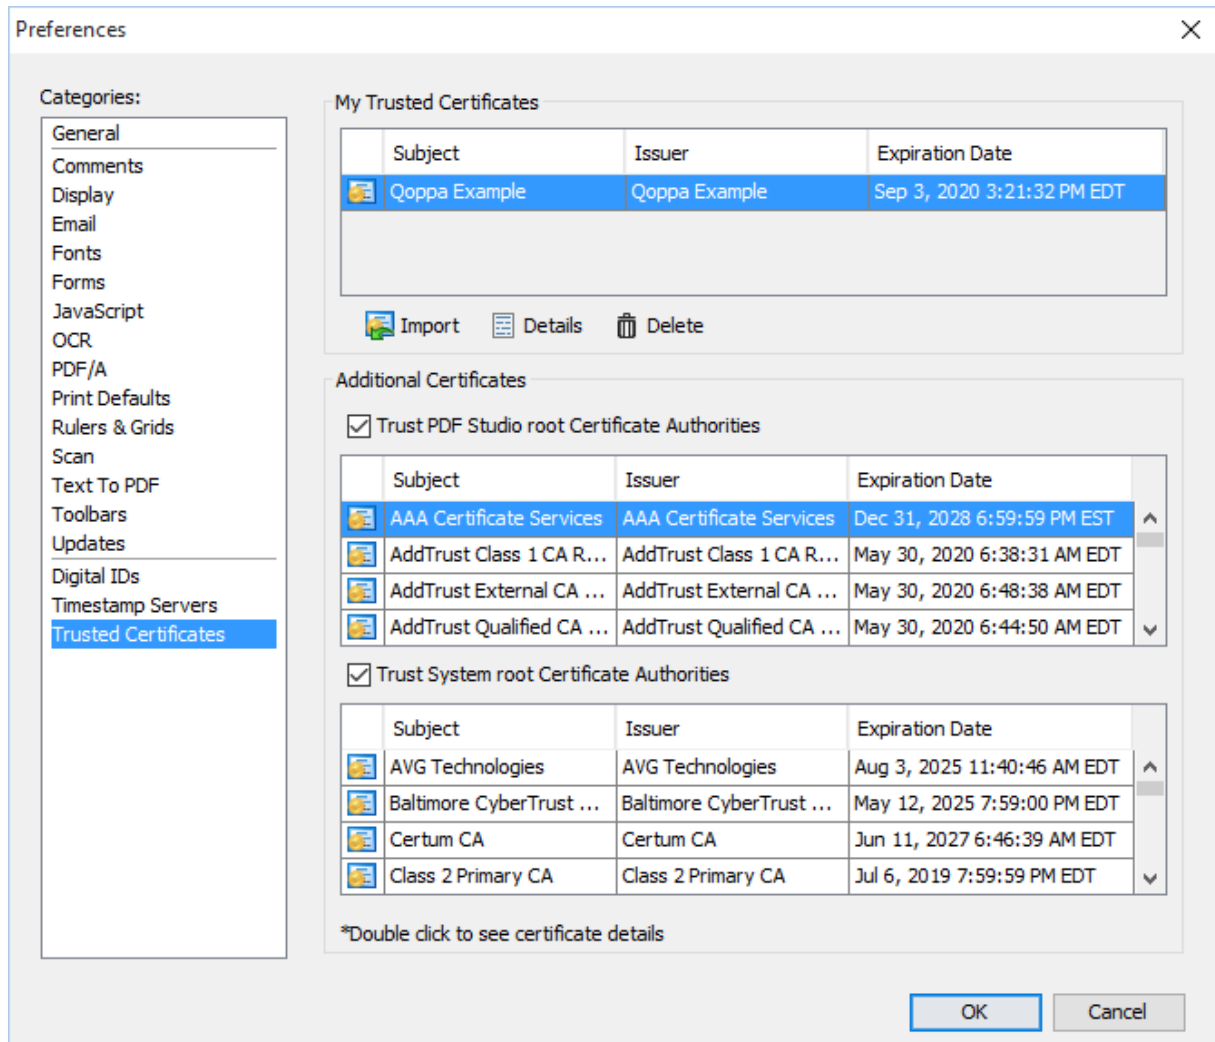 Preferences
Categories:
General
Comments
Display
Email
Fonts
Forms
JavaScript
OCR
PDF/A
Print Defaults
Rulers & Grids
Scan
Text To PDF
Toolbars
Updates
Digital IDs
Timestamp Servers
Trusted Certificates
My Trusted Certificates
Subject Issuer Expiration Date
Qoppa Example Qoppa Example Sep 3, 2020 3:21:32 PM EDT
Import Details Delete
Additional Certificates
Trust PDF Studio root Certificate Authorities
Subject Issuer Expiration Date
AAA Certificate Services AAA Certificate Services Dec 31, 2028 6:59:59 PM EST
AddTrust Class 1 CA R... AddTrust Class 1 CA R... May 30, 2020 6:38:31 AM EDT
AddTrust External CA ... AddTrust External CA ... May 30, 2020 6:48:38 AM EDT
AddTrust Qualified CA ... AddTrust Qualified CA ... May 30, 2020 6:44:50 AM EDT
Trust System root Certificate Authorities
Subject Issuer Expiration Date
AVG Technologies AVG Technologies Aug 3, 2025 11:40:46 AM EDT
Baltimore CyberTrust ... Baltimore CyberTrust ... May 12, 2025 7:59:00 PM EDT
Certum CA Certum CA Jun 11, 2027 6:46:39 AM EDT
Class 2 Primary CA Class 2 Primary CA Jul 6, 2019 7:59:59 PM EDT
*Double click to see certificate details
OK Cancel